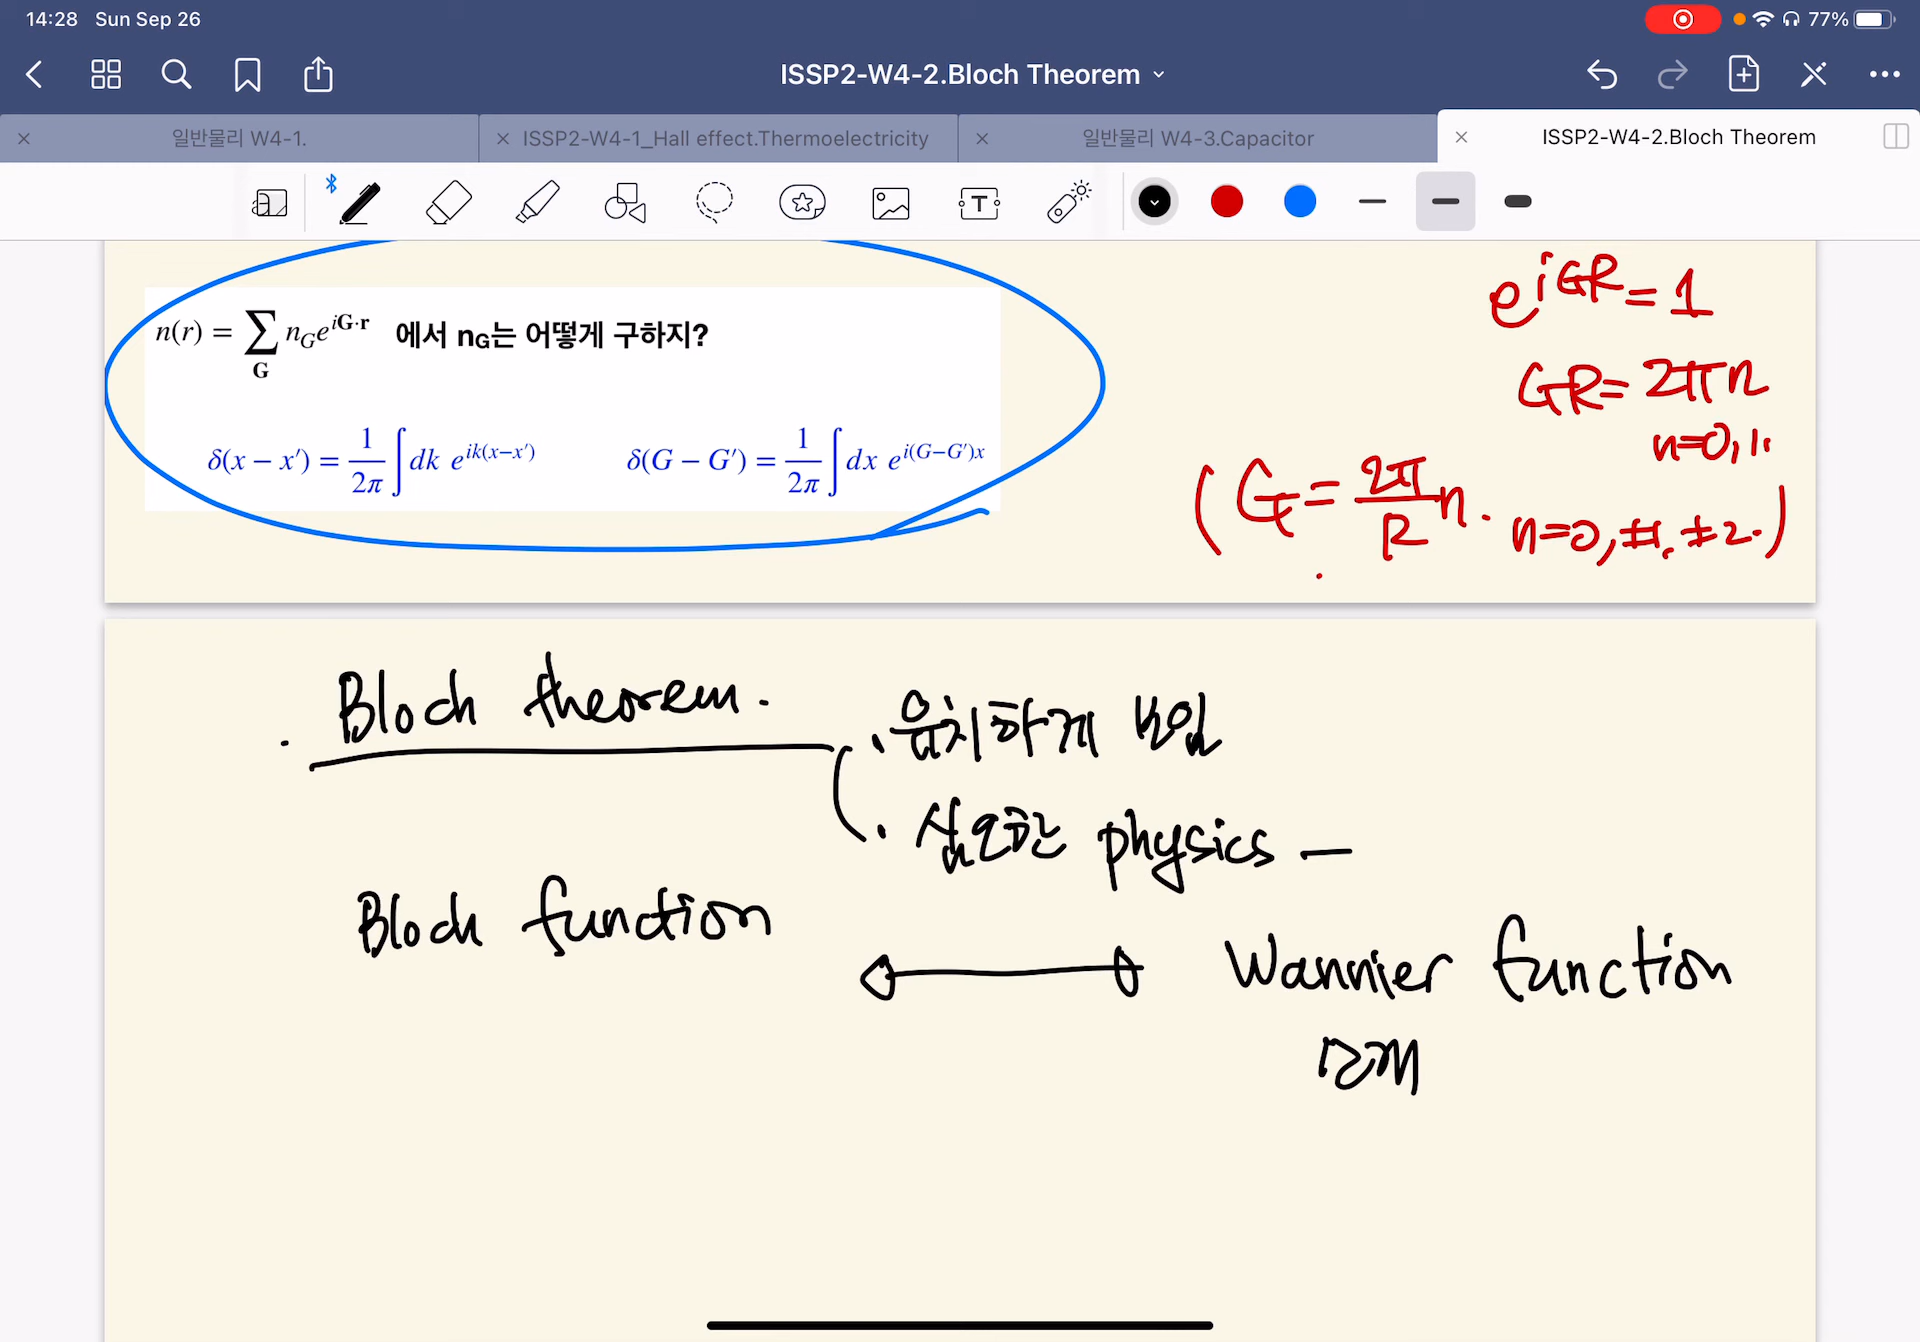 14:28 Sun Sep 26
77%
ISSP2-W4-2.Bloch Theorem
일반물리 W4-1.
ISSP2-W4-1_Hall effect.Thermoelectricity
일반물리 W4-3.Capacitor
ISSP2-W4-2.Bloch Theorem
n(r) = ∑_G n_G e^{iG·r} 에서 n_G는 어떻게 구하지?
δ(x − x′) = 1/2π ∫ dk e^{ik(x−x′)}
δ(G − G′) = 1/2π ∫ dx e^{i(G−G′)x}
e^{iGR} = 1
GR = 2πn
n=0, 1.
(G = 2π/R n. n=0, ±1, ±2.)
. Bloch theorem.
· 유치하게 보임
· 심오한 physics —
Bloch function
Wannier function